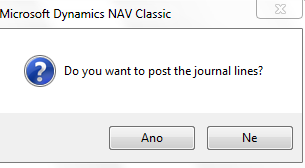 Microsoft Dynamics NAV Classic
Do you want to post the journal lines?
Ano
Ne